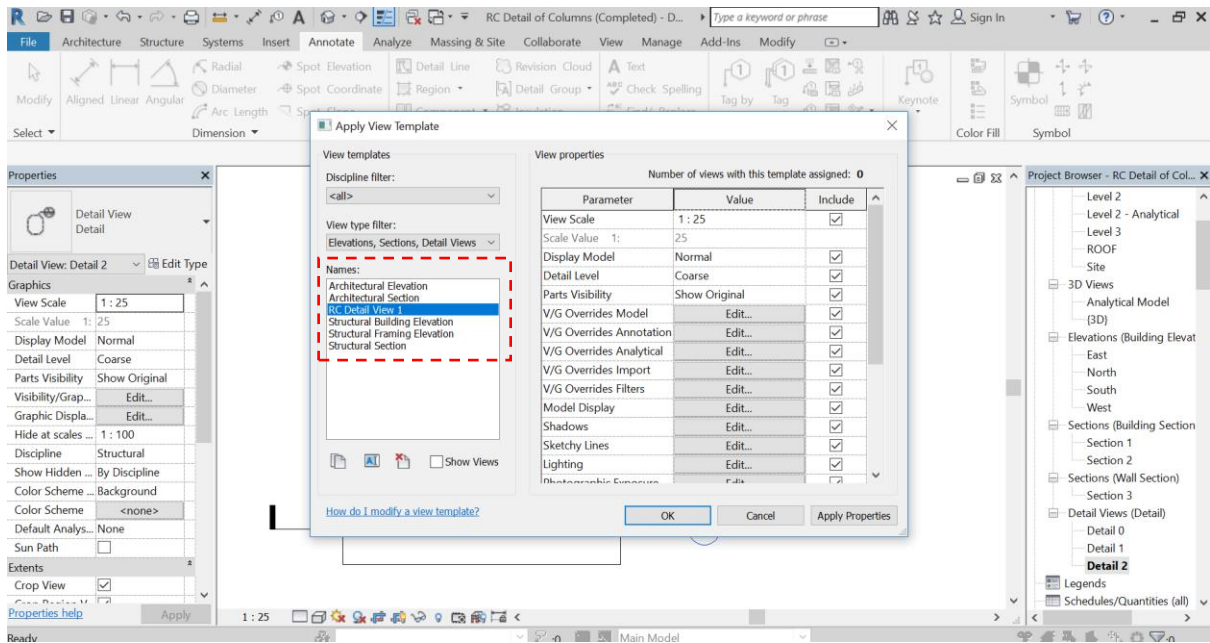 RC Detail of Columns (Completed) - D...
Type a keyword or phrase
Sign In
File Architecture Structure Systems Insert Annotate Analyze Massing & Site Collaborate View Manage Add-Ins Modify
Modify
Aligned Linear Angular
Radial
Diameter
Arc Length
Spot Elevation
Spot Coordinate
Detail Line
Region
Revision Cloud
Detail Group
Text
Check Spelling
Tag by
Tag
Keynote
Symbol
Select
Dimension
Color Fill
Symbol
Properties
Detail View
Detail
Detail View: Detail 2
Edit Type
Graphics
View Scale 1 : 25
Scale Value 1: 25
Display Model Normal
Detail Level Coarse
Parts Visibility Show Original
Visibility/Grap... Edit...
Graphic Displa... Edit...
Hide at scales ... 1 : 100
Discipline Structural
Show Hidden ... By Discipline
Color Scheme ... Background
Color Scheme <none>
Default Analys... None
Sun Path
Extents
Crop View
Properties help
Apply
Apply View Template
View templates
Discipline filter:
<all>
View type filter:
Elevations, Sections, Detail Views
Names:
Architectural Elevation
Architectural Section
RC Detail View 1
Structural Building Elevation
Structural Framing Elevation
Structural Section
Show Views
How do I modify a view template?
View properties
Number of views with this template assigned: 0
Parameter Value Include
View Scale 1 : 25
Scale Value 1: 25
Display Model Normal
Detail Level Coarse
Parts Visibility Show Original
V/G Overrides Model Edit...
V/G Overrides Annotation Edit...
V/G Overrides Analytical Edit...
V/G Overrides Import Edit...
V/G Overrides Filters Edit...
Model Display Edit...
Shadows Edit...
Sketchy Lines Edit...
Lighting Edit...
OK
Cancel
Apply Properties
Project Browser - RC Detail of Col...
Level 2
Level 2 - Analytical
Level 3
ROOF
Site
3D Views
Analytical Model
{3D}
Elevations (Building Elevat
East
North
South
West
Sections (Building Section
Section 1
Section 2
Sections (Wall Section)
Section 3
Detail Views (Detail)
Detail 0
Detail 1
Detail 2
Legends
Schedules/Quantities (all)
1 : 25
Ready
:0
Main Model
:0